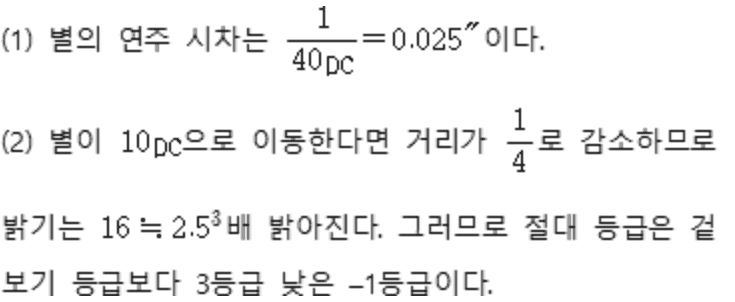 (1) 별의 연주 시차는 1/40pc = 0.025″이다.
(2) 별이 10pc으로 이동한다면 거리가 1/4로 감소하므로
밝기는 16 ≒ 2.5³배 밝아진다. 그러므로 절대 등급은 겉
보기 등급보다 3등급 낮은 –1등급이다.